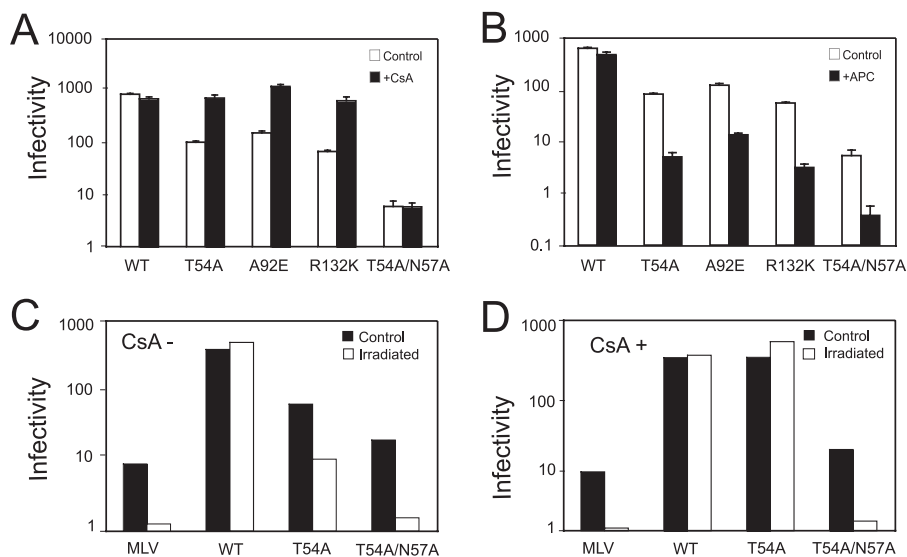 A
Infectivity
10000
1000
100
10
1
Control
+CsA
WT T54A A92E R132K T54A/N57A
B
Infectivity
1000
100
10
1
0.1
Control
+APC
WT T54A A92E R132K T54A/N57A
C
CsA -
Infectivity
1000
100
10
1
Control
Irradiated
MLV WT T54A T54A/N57A
D
CsA +
Infectivity
1000
100
10
1
Control
Irradiated
MLV WT T54A T54A/N57A